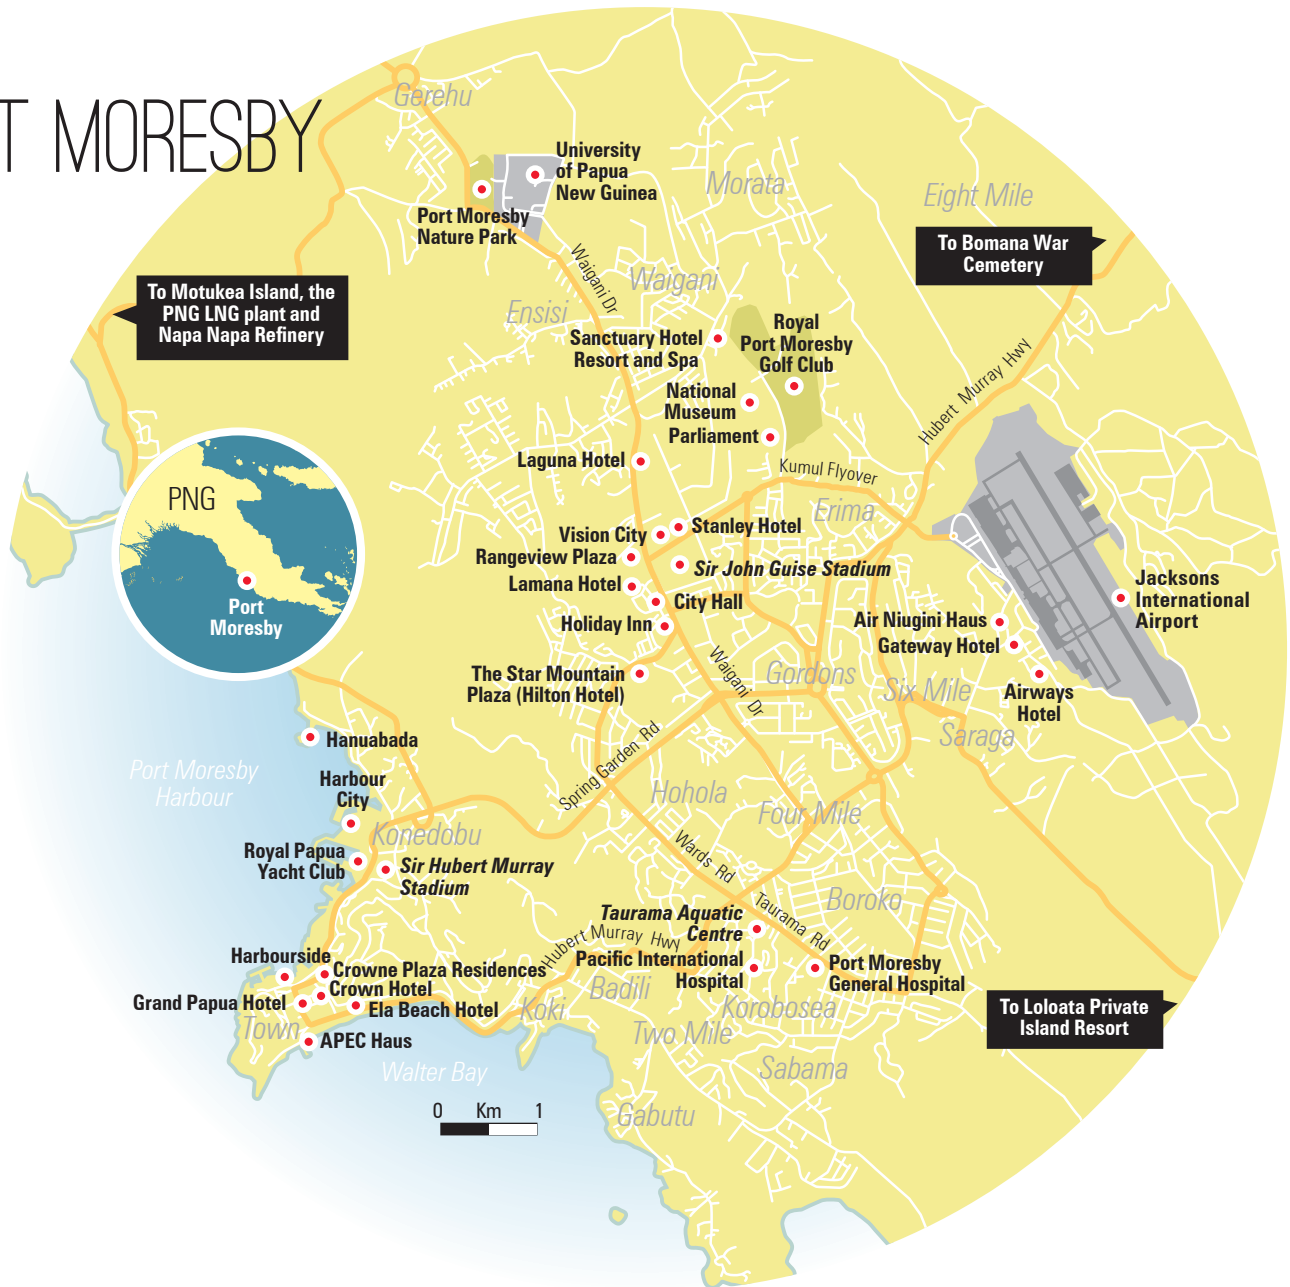 T MORESBY
Gerehu
University
of Papua
New Guinea
Port Moresby
Nature Park
Morata
Eight Mile
To Bomana War
Cemetery
Waigani Dr
Waigani
Ensisi
To Motukea Island, the
PNG LNG plant and
Napa Napa Refinery
Sanctuary Hotel
Resort and Spa
Royal
Port Moresby
Golf Club
National
Museum
Parliament
Hubert Murray Hwy
Laguna Hotel
Kumul Flyover
Erima
PNG
Port
Moresby
Vision City
Stanley Hotel
Rangeview Plaza
Sir John Guise Stadium
Lamana Hotel
City Hall
Holiday Inn
Jacksons
International
Airport
Air Niugini Haus
Gateway Hotel
Airways
Hotel
The Star Mountain
Plaza (Hilton Hotel)
Waigani Dr
Gordons
Six Mile
Saraga
Hanuabada
Port Moresby
Harbour
Harbour
City
Spring Garden Rd
Hohola
Four Mile
Konedobu
Royal Papua
Yacht Club
Sir Hubert Murray
Stadium
Wards Rd
Boroko
Taurama Rd
Taurama Aquatic
Centre
Hubert Murray Hwy
Pacific International
Hospital
Port Moresby
General Hospital
Harbourside
Crowne Plaza Residences
Crown Hotel
Grand Papua Hotel
Ela Beach Hotel
Town
APEC Haus
Koki
Badili
Korobosea
Two Mile
To Loloata Private
Island Resort
Walter Bay
Sabama
Gabutu
0 Km 1